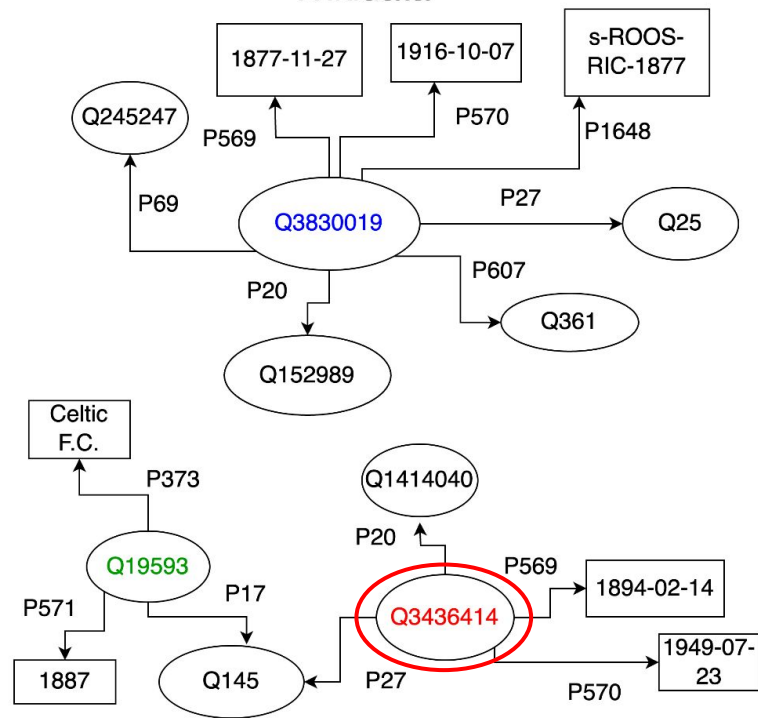 1877-11-27
1916-10-07
s-ROOS-
RIC-1877
Q245247
P569
P570
P1648
P69
Q3830019
P27
Q25
P20
P607
Q361
Q152989
Celtic
F.C.
P373
Q1414040
P20
Q19593
P569
1894-02-14
P571
P17
Q3436414
1887
Q145
P27
P570
1949-07-
23